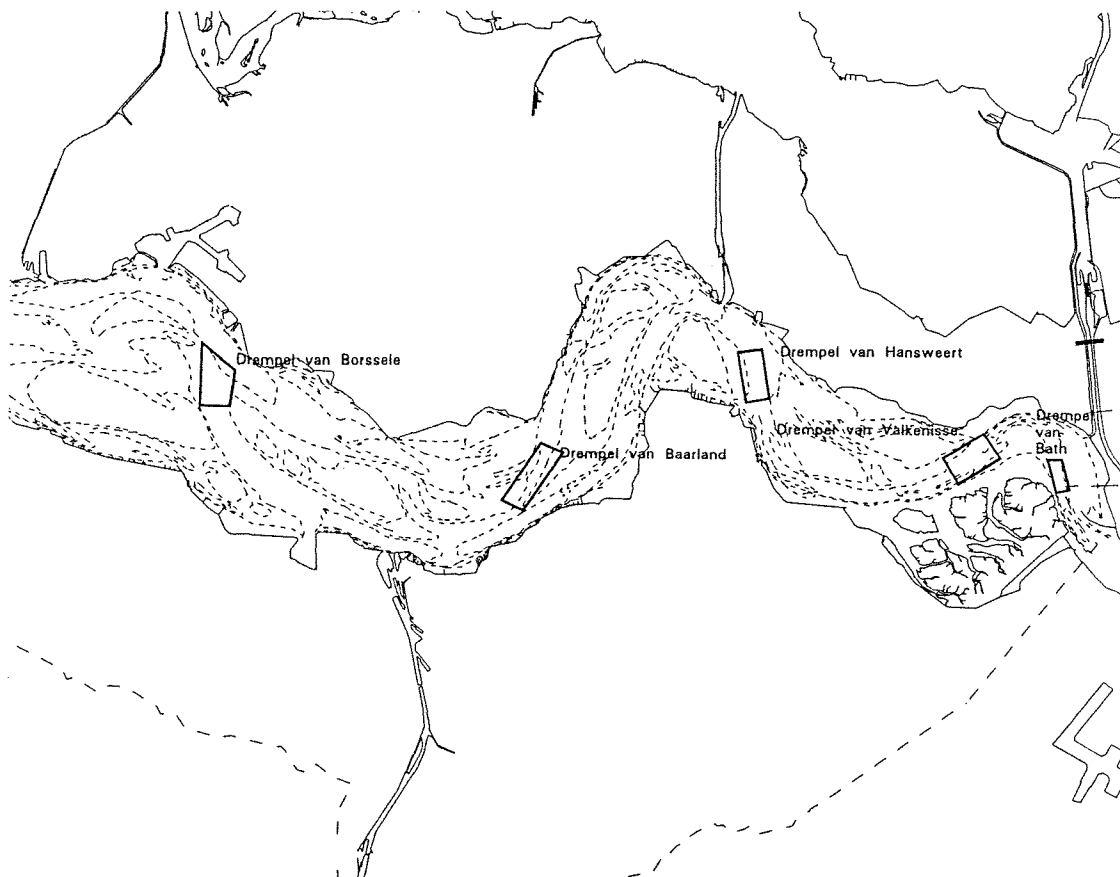 Drempel van Borssele
Drempel van Hansweert
Drempel van Valkenisse
Drempel
van
Bath
Drempel van Baarland